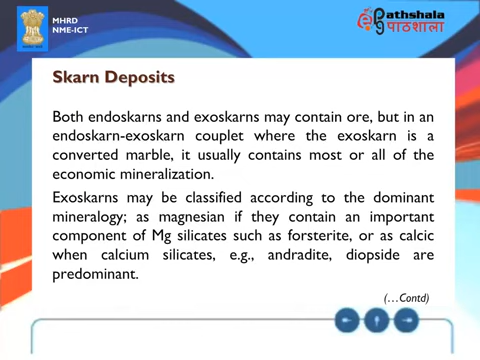 MHRD
NME-ICT
Pathshala
पाठशाला
Skarn Deposits
Both endoskarns and exoskarns may contain ore, but in an
endoskarn-exoskarn couplet where the exoskarn is a
converted marble, it usually contains most or all of the
economic mineralization.
Exoskarns may be classified according to the dominant
mineralogy; as magnesian if they contain an important
component of Mg silicates such as forsterite, or as calcic
when calcium silicates, e.g., andradite, diopside are
predominant.
(…Contd)